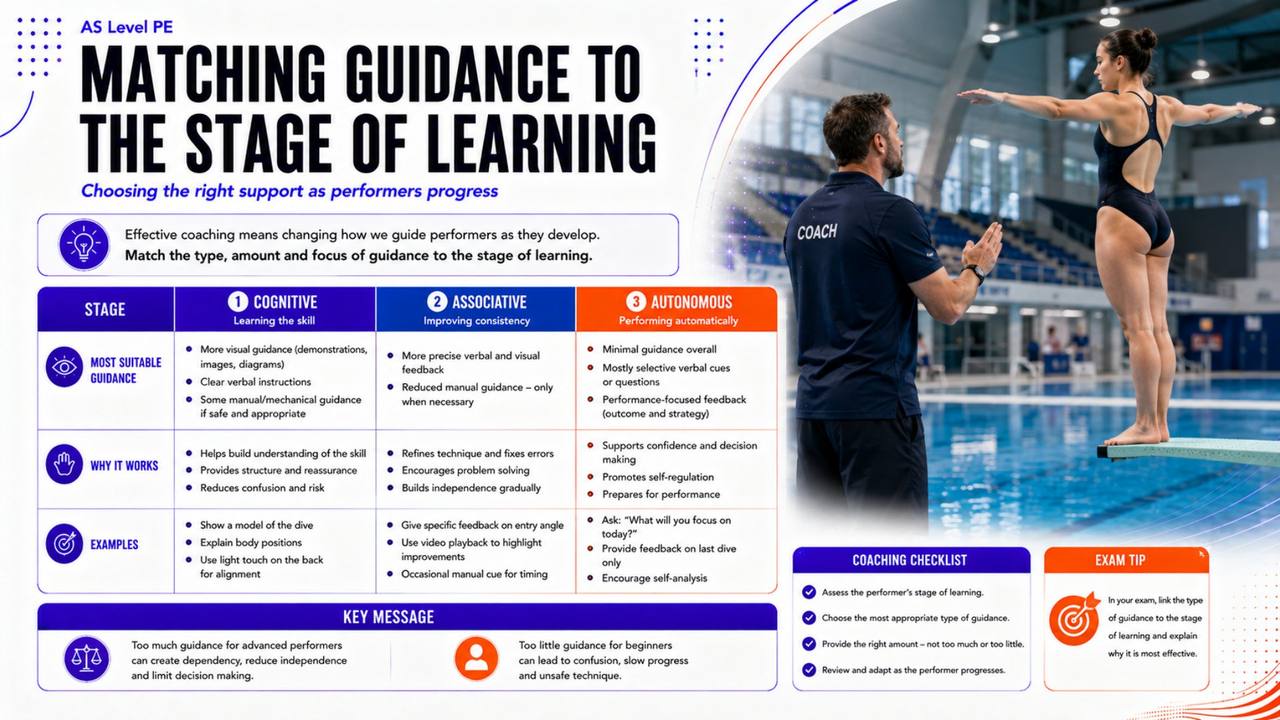 AS Level PE
MATCHING GUIDANCE TO
THE STAGE OF LEARNING
Choosing the right support as performers progress
Effective coaching means changing how we guide performers as they develop.
Match the type, amount and focus of guidance to the stage of learning.
STAGE
1 COGNITIVE
Learning the skill
2 ASSOCIATIVE
Improving consistency
3 AUTONOMOUS
Performing automatically
MOST SUITABLE
GUIDANCE
• More visual guidance (demonstrations,
images, diagrams)
• Clear verbal instructions
• Some manual/mechanical guidance
if safe and appropriate
• More precise verbal and visual
feedback
• Reduced manual guidance – only
when necessary
• Minimal guidance overall
• Mostly selective verbal cues
or questions
• Performance-focused feedback
(outcome and strategy)
WHY IT WORKS
• Helps build understanding of the skill
• Provides structure and reassurance
• Reduces confusion and risk
• Refines technique and fixes errors
• Encourages problem solving
• Builds independence gradually
• Supports confidence and decision
making
• Promotes self-regulation
• Prepares for performance
EXAMPLES
• Show a model of the dive
• Explain body positions
• Use light touch on the back
for alignment
• Give specific feedback on entry angle
• Use video playback to highlight
improvements
• Occasional manual cue for timing
• Ask: “What will you focus on
today?”
• Provide feedback on last dive
only
• Encourage self-analysis
KEY MESSAGE
Too much guidance for advanced performers
can create dependency, reduce independence
and limit decision making.
Too little guidance for beginners
can lead to confusion, slow progress
and unsafe technique.
COACH
COACHING CHECKLIST
Assess the performer's stage of learning.
Choose the most appropriate type of guidance.
Provide the right amount – not too much or too little.
Review and adapt as the performer progresses.
EXAM TIP
In your exam, link the type
of guidance to the stage
of learning and explain
why it is most effective.